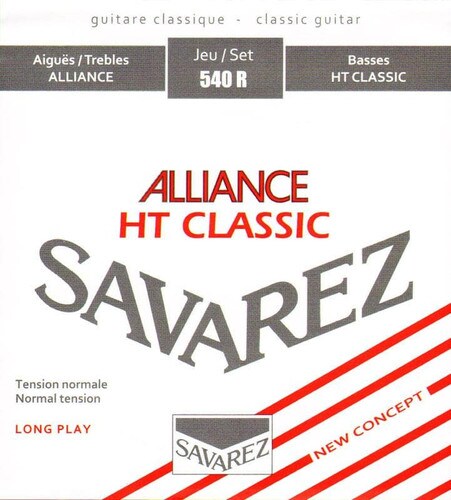 guitare classique - classic guitar
Aiguës / Trebles
ALLIANCE
Jeu / Set
540 R
Basses
HT CLASSIC
ALLIANCE
HT CLASSIC
SAVAREZ
Tension normale
Normal tension
LONG PLAY
SAVAREZ
NEW CONCEPT